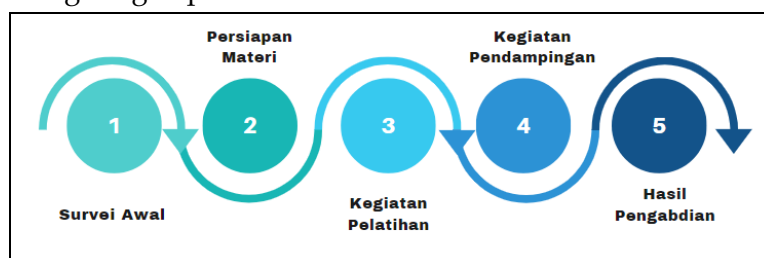 1
Survei Awal
Persiapan
Materi
2
3
Kegiatan
Pelatihan
Kegiatan
Pendampingan
4
5
Hasil
Pengabdian